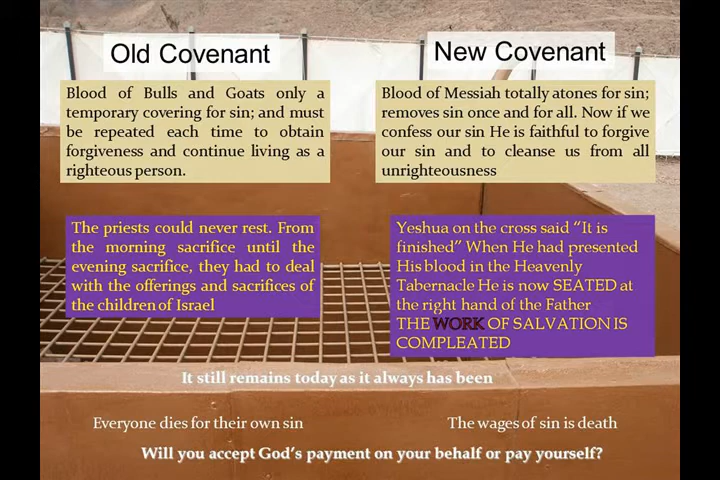 Old Covenant
Blood of Bulls and Goats only a
temporary covering for sin; and must
be repeated each time to obtain
forgiveness and continue living as a
righteous person.
The priests could never rest. From
the morning sacrifice until the
evening sacrifice, they had to deal
with the offerings and sacrifices of
the children of Israel
New Covenant
Blood of Messiah totally atones for sin;
removes sin once and for all. Now if we
confess our sin He is faithful to forgive
our sin and to cleanse us from all
unrighteousness
Yeshua on the cross said “It is
finished” When He had presented
His blood in the Heavenly
Tabernacle He is now SEATED at
the right hand of the Father
THE WORK OF SALVATION IS
COMPLEATED
It still remains today as it always has been
Everyone dies for their own sin
The wages of sin is death
Will you accept God’s payment on your behalf or pay yourself?